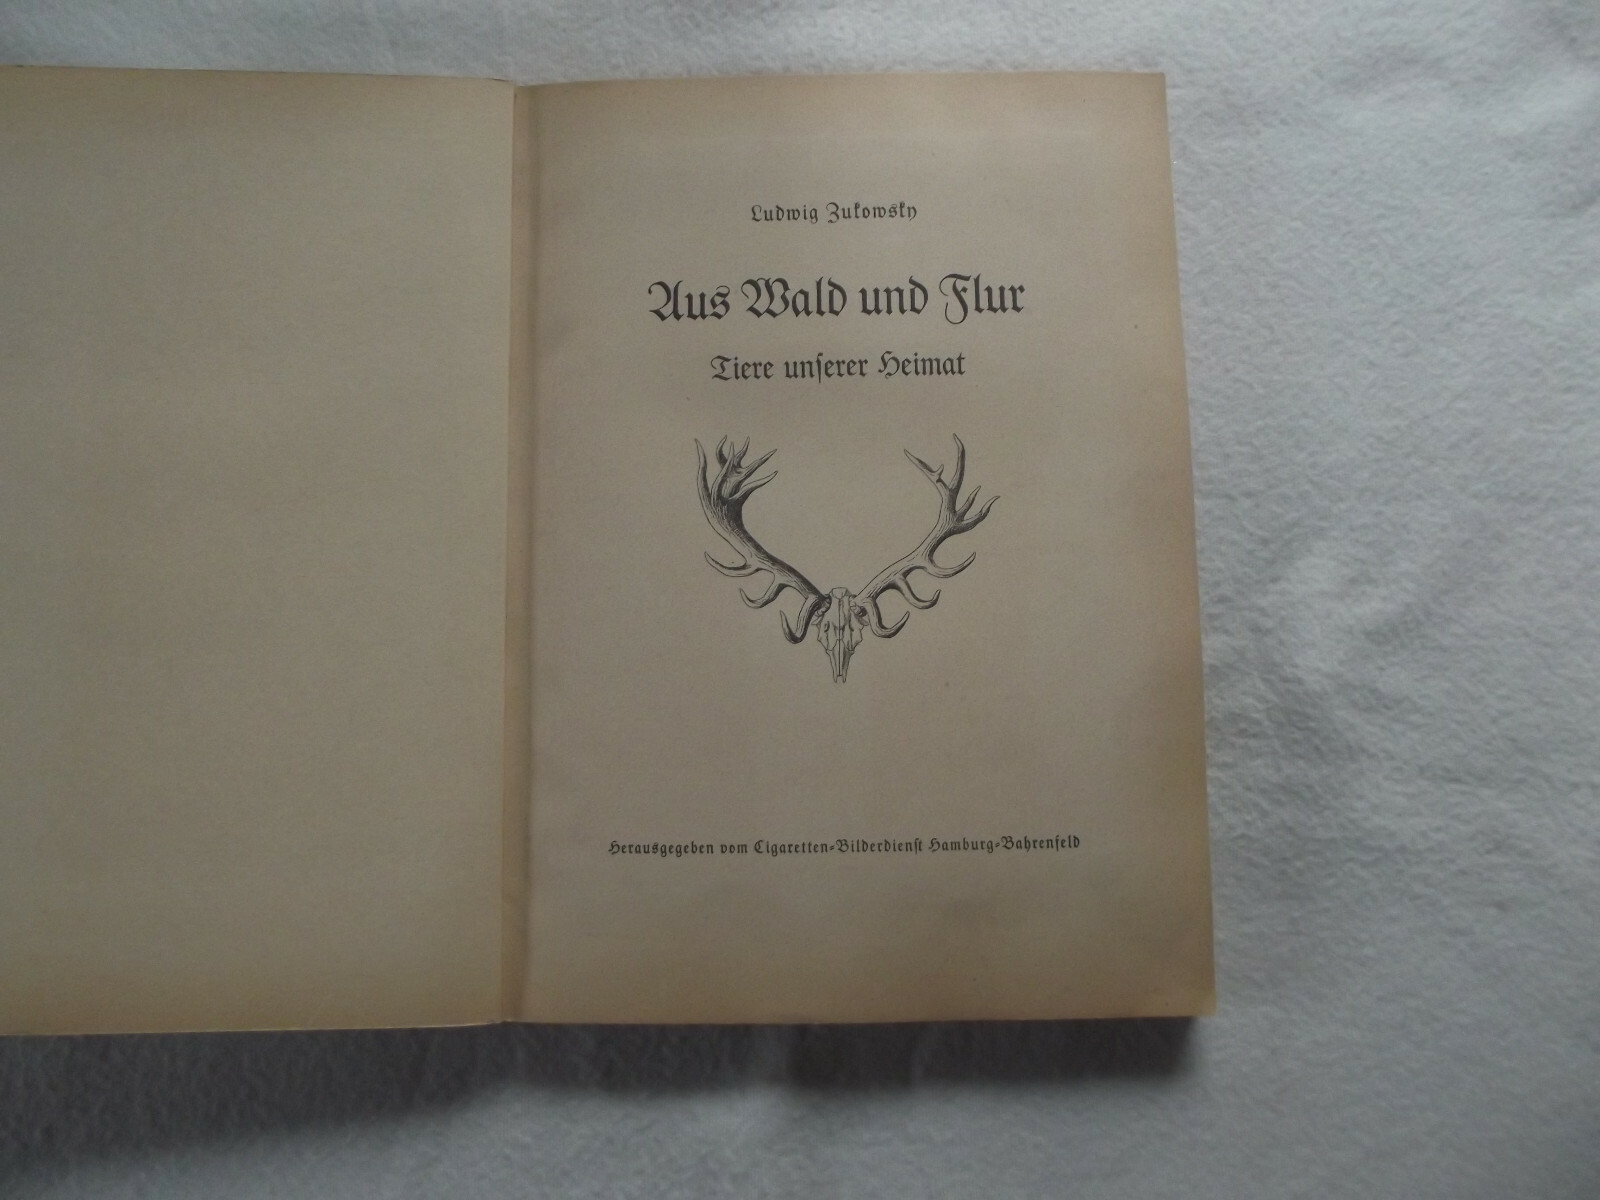 Ludwig Zukowsky
Aus Wald und Flur
Tiere unſerer Heimat
Herausgegeben vom Cigaretten-Bilderdienſt Hamburg-Bahrenfeld